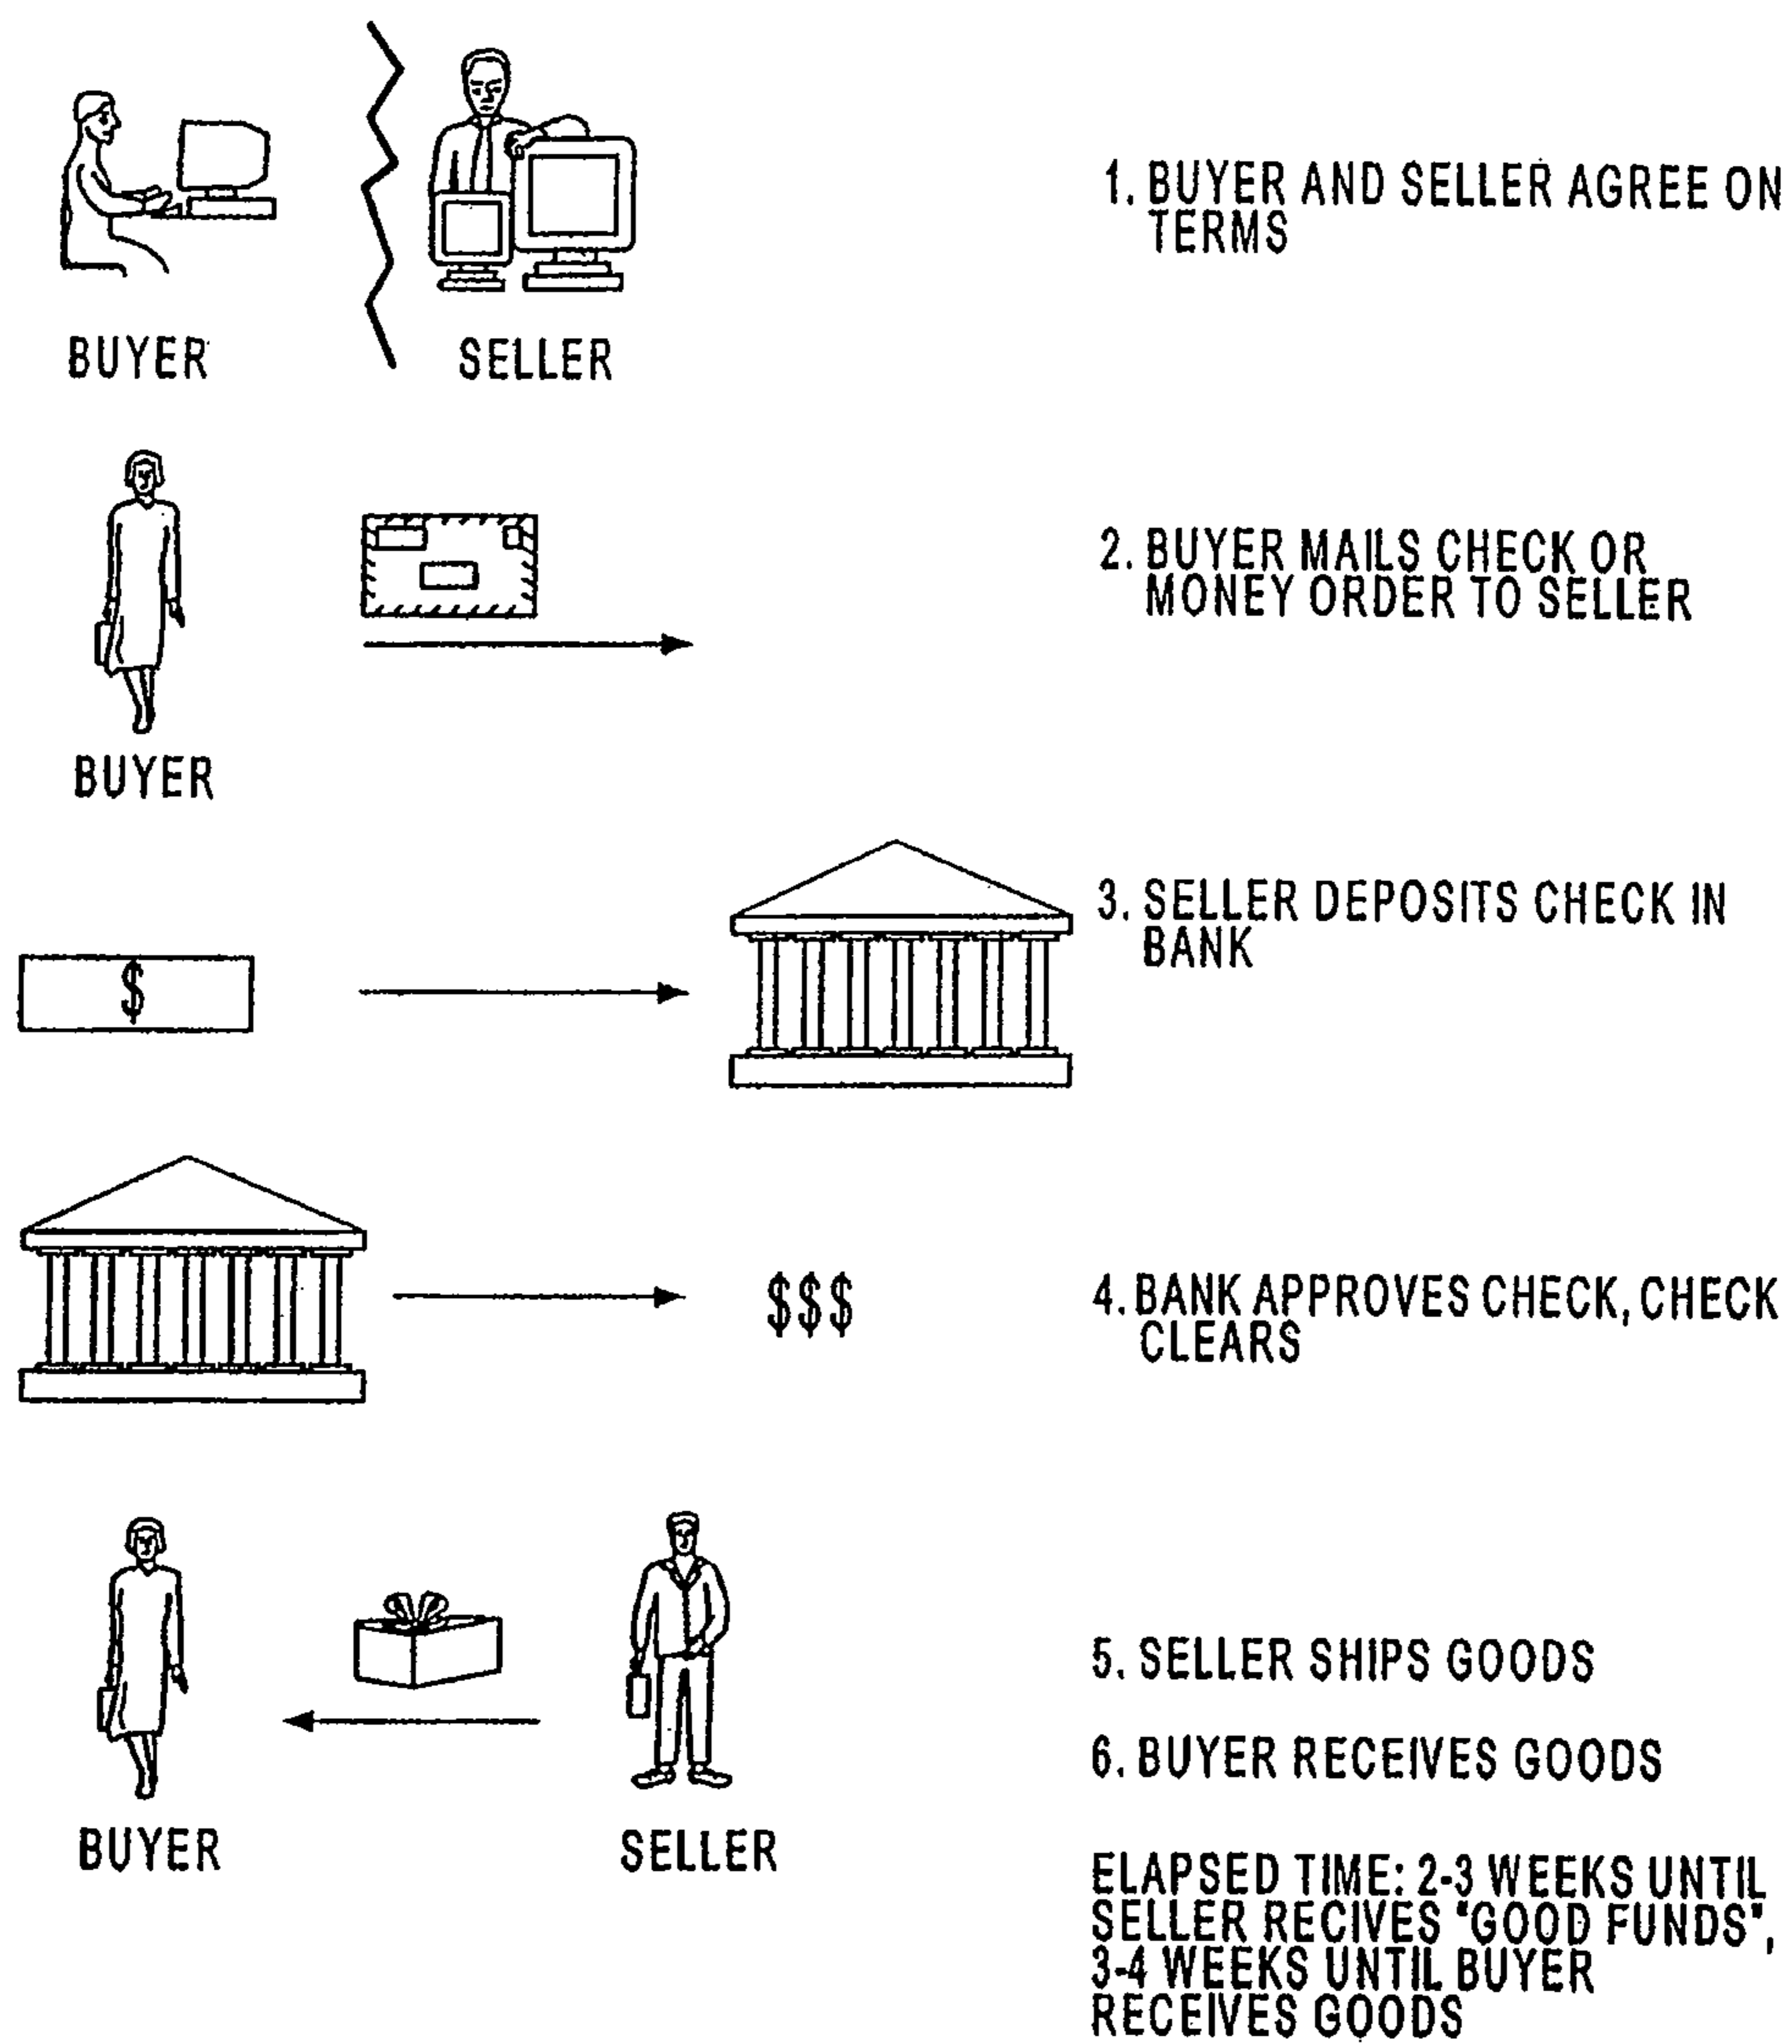 1. BUYER AND SELLER AGREE ON
TERMS
BUYER
SELLER
2. BUYER MAILS CHECK OR
MONEY ORDER TO SELLER
BUYER
3. SELLER DEPOSITS CHECK IN
BANK
$
$$$
4. BANK APPROVES CHECK, CHECK
CLEARS
5. SELLER SHIPS GOODS
6. BUYER RECEIVES GOODS
BUYER
SELLER
ELAPSED TIME: 2-3 WEEKS UNTIL
SELLER RECIVES "GOOD FUNDS",
3-4 WEEKS UNTIL BUYER
RECEIVES GOODS